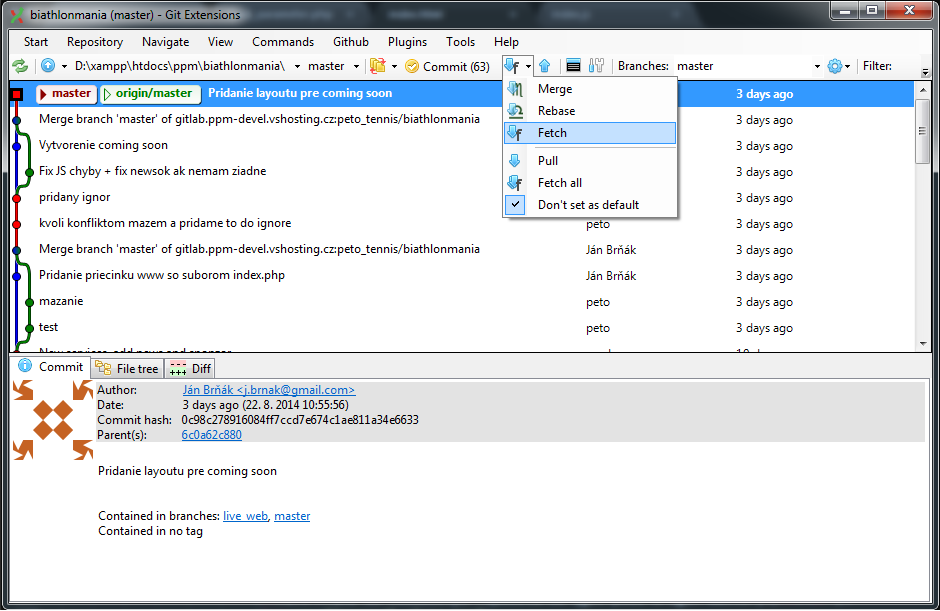 biathlonmania (master) - Git Extensions
Start Repository Navigate View Commands Github Plugins Tools Help
D:\xampp\htdocs\ppm\biathlonmania\ master Commit (63) Branches: master Filter:
master origin/master Pridanie layoutu pre coming soon 3 days ago
Merge branch 'master' of gitlab.ppm-devel.vshosting.cz:peto_tennis/biathlonmania 3 days ago
Vytvorenie coming soon 3 days ago
Fix JS chyby + fix newsok ak nemam ziadne 3 days ago
pridany ignor 3 days ago
kvoli konfliktom mazem a pridame to do ignore peto 3 days ago
Merge branch 'master' of gitlab.ppm-devel.vshosting.cz:peto_tennis/biathlonmania Ján Brňák 3 days ago
Pridanie priecinku www so suborom index.php Ján Brňák 3 days ago
mazanie peto 3 days ago
test peto 3 days ago
Merge
Rebase
Fetch
Pull
Fetch all
Don't set as default
Commit File tree Diff
Author: Ján Brňák <j.brnak@gmail.com>
Date: 3 days ago (22. 8. 2014 10:55:56)
Commit hash: 0c98c278916084ff7ccd7e674c1ae811a34e6633
Parent(s): 6c0a62c880
Pridanie layoutu pre coming soon
Contained in branches: live_web, master
Contained in no tag